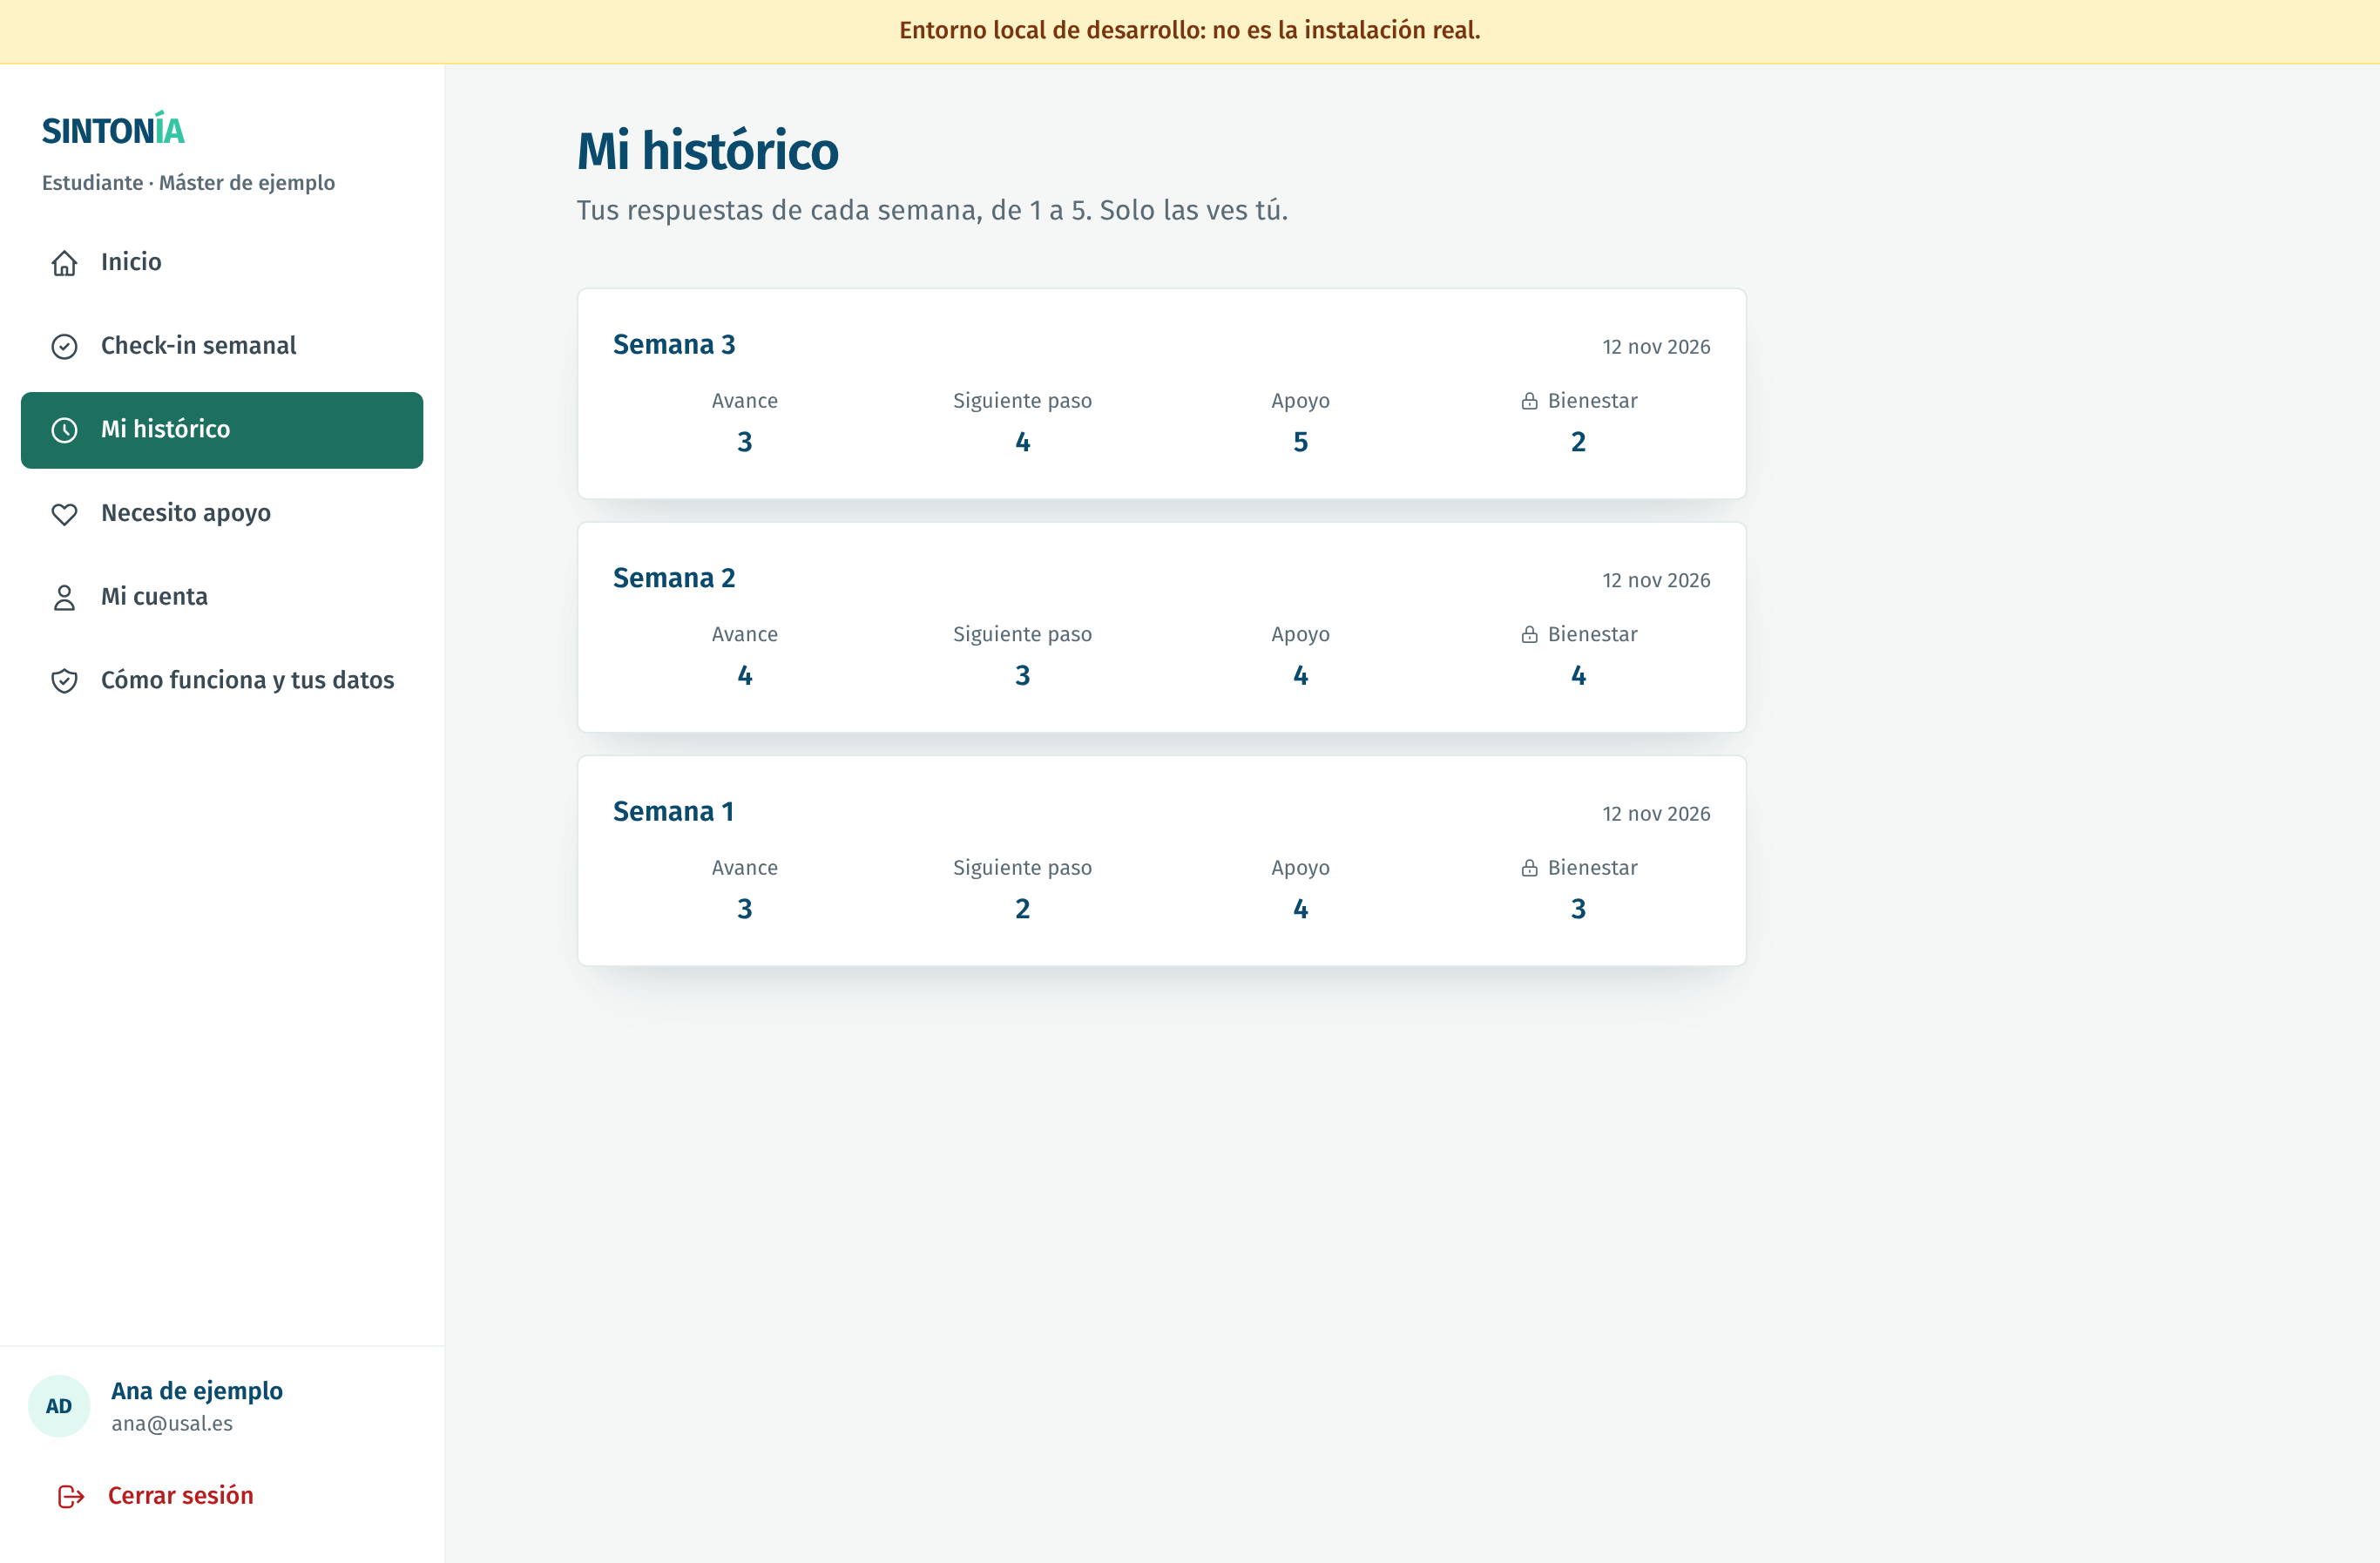 Entorno local de desarrollo: no es la instalación real.
SINTONÍA
Estudiante · Máster de ejemplo
Inicio
Check-in semanal
Mi histórico
Necesito apoyo
Mi cuenta
Cómo funciona y tus datos
Ana de ejemplo
AD
ana@usal.es
Cerrar sesión
Mi histórico
Tus respuestas de cada semana, de 1 a 5. Solo las ves tú.
Semana 3 12 nov 2026
Avance Siguiente paso Apoyo Bienestar
3 4 5 2
Semana 2 12 nov 2026
Avance Siguiente paso Apoyo Bienestar
4 3 4 4
Semana 1 12 nov 2026
Avance Siguiente paso Apoyo Bienestar
3 2 4 3